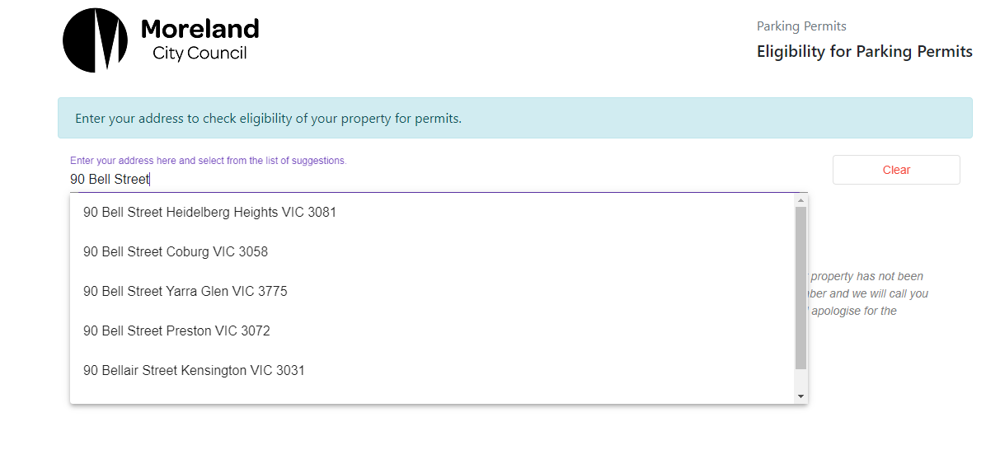 Moreland
City Council
Parking Permits
Eligibility for Parking Permits
Enter your address to check eligibility of your property for permits.
Enter your address here and select from the list of suggestions.
90 Bell Street
Clear
90 Bell Street Heidelberg Heights VIC 3081
90 Bell Street Coburg VIC 3058
90 Bell Street Yarra Glen VIC 3775
90 Bell Street Preston VIC 3072
90 Bellair Street Kensington VIC 3031
property has not been
and we will call you
apologise for the